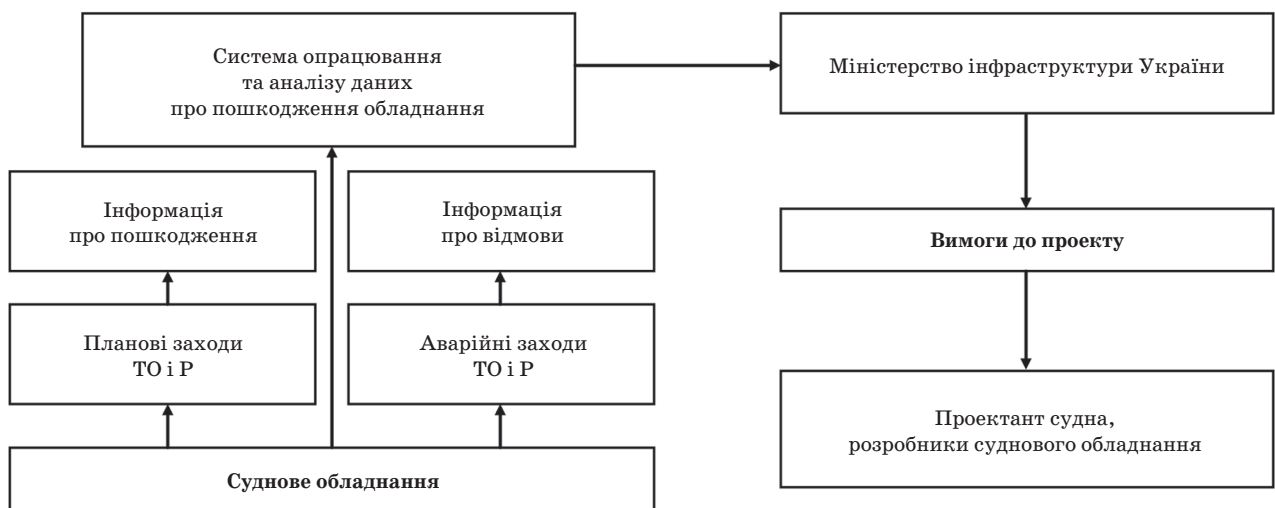 Система опрацювання
та аналізу даних
про пошкодження обладнання
Міністерство інфраструктури України
Інформація
про пошкодження
Інформація
про відмови
Вимоги до проекту
Планові заходи
ТО і Р
Аварійні заходи
ТО і Р
Проектант судна,
розробники суднового обладнання
Суднове обладнання